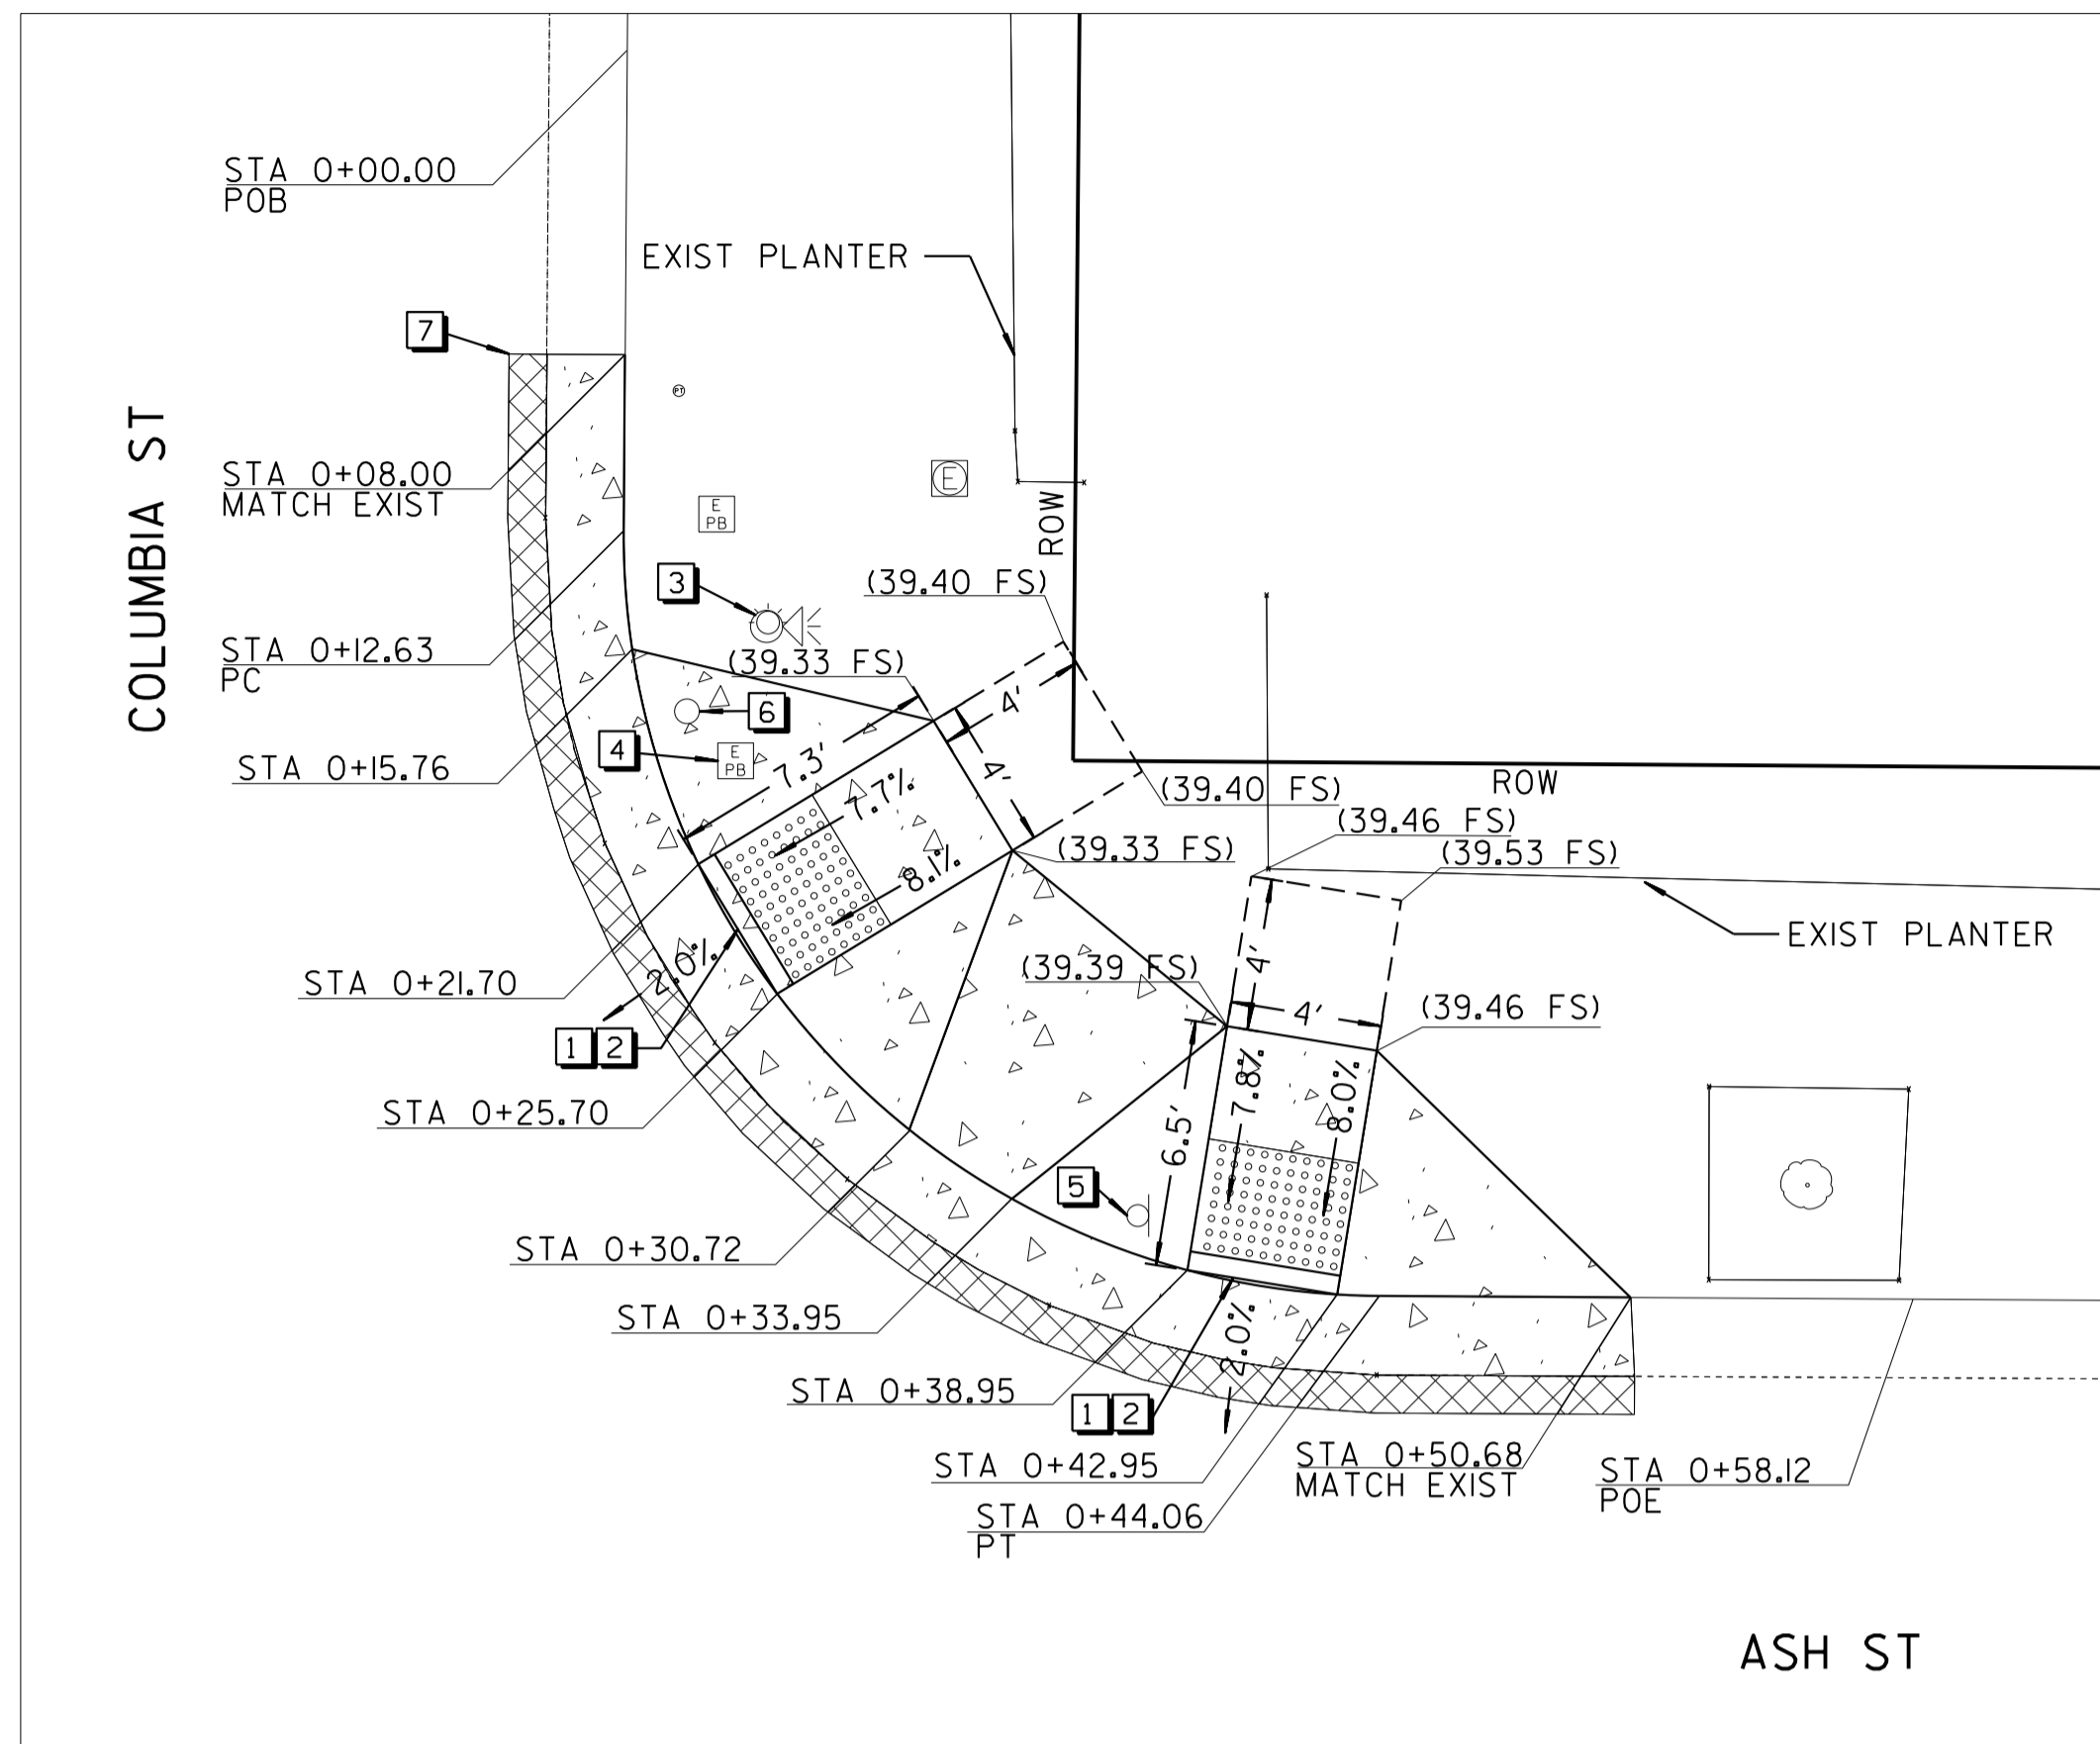 STA 0+00.00
POB
EXIST PLANTER
7
PT
COLUMBIA ST
STA 0+08.00
MATCH EXIST
E
E
PB
ROW
3
(39.40 FS)
STA 0+12.63
PC
(39.33 FS)
4'
6
4
E
PB
7.3'
7.7%
4'
STA 0+15.76
ROW
(39.40 FS)
(39.46 FS)
(39.33 FS)
(39.53 FS)
8.1%
EXIST PLANTER
2.0%
STA 0+21.70
(39.39 FS)
4'
4'
(39.46 FS)
1 2
7.8%
8.0%
STA 0+25.70
6.5'
5
STA 0+30.72
STA 0+33.95
2.0%
STA 0+38.95
1 2
STA 0+42.95
STA 0+50.68
MATCH EXIST
STA 0+58.12
POE
STA 0+44.06
PT
ASH ST